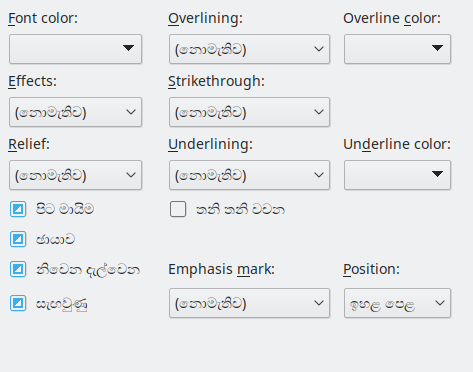 Font color: Overlining: Overline color:
(නොමැතිව)
Effects: Strikethrough:
(නොමැතිව) (නොමැතිව)
Relief: Underlining: Underline color:
(නොමැතිව) (නොමැතිව)
පිට මායිම තනි තනි වචන
ඡායාව
නිවෙන දැල්වෙන Emphasis mark: Position:
සැඟවුණු (නොමැතිව) ඉහළ පෙළ